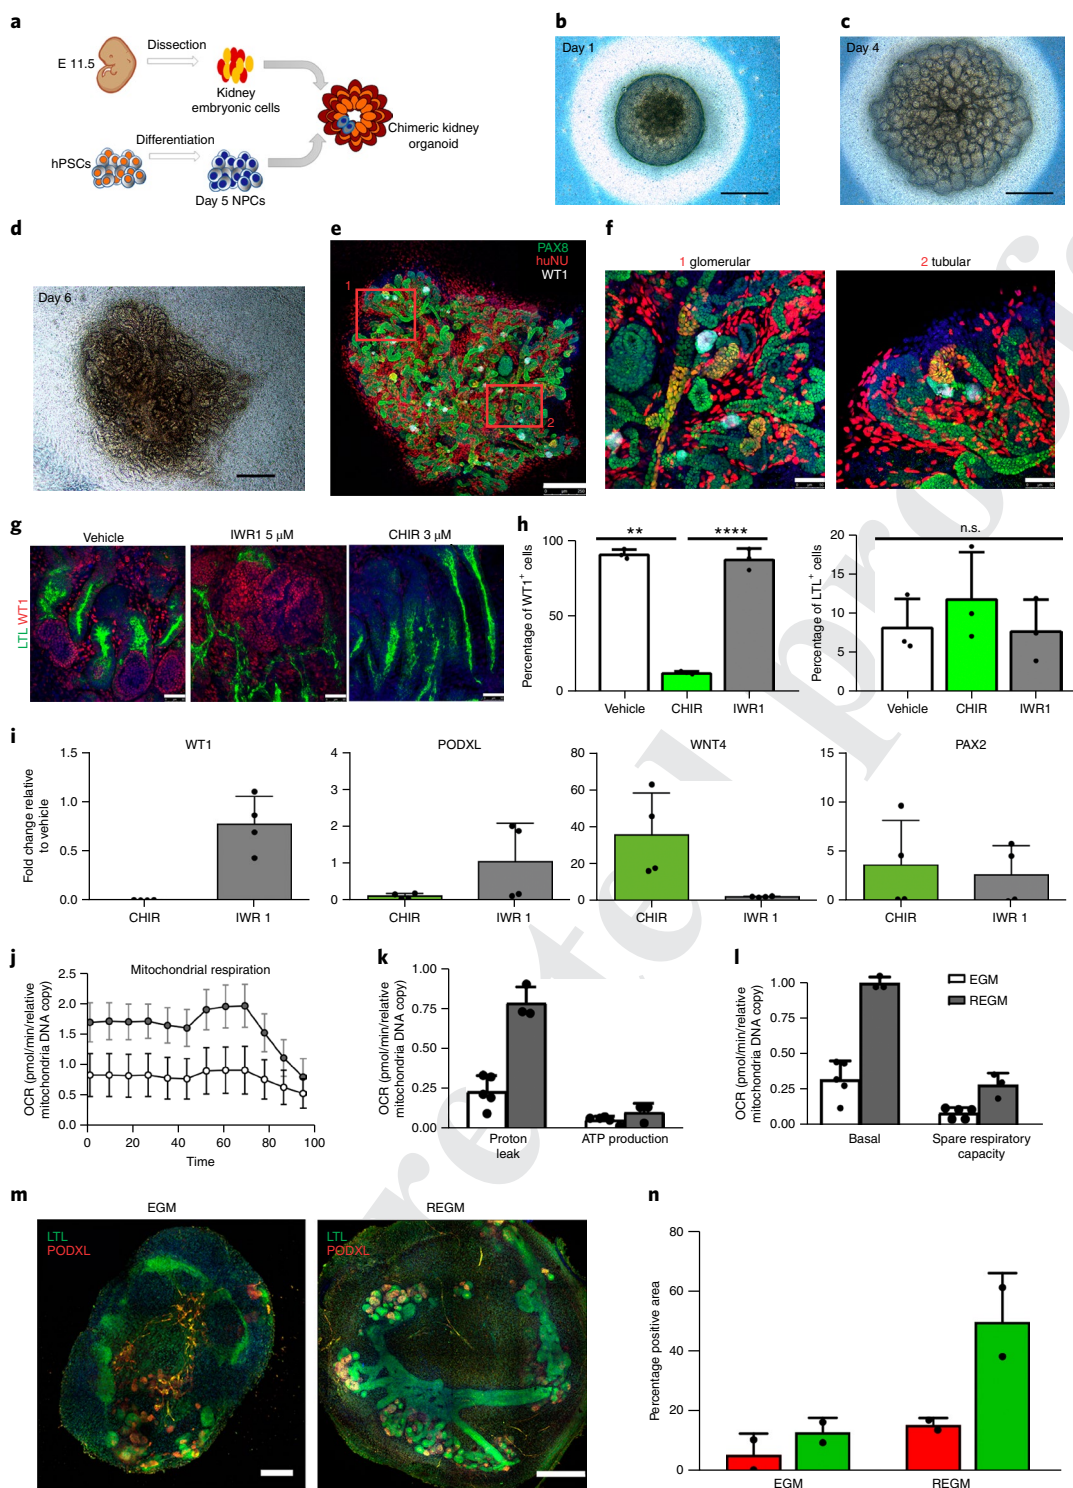 a
E 11.5
Dissection
Kidney
embryonic cells
hPSCs
Differentiation
Day 5 NPCs
Chimeric kidney
organoid
b
Day 1
c
Day 4
d
Day 6
e
PAX8
huNU
WT1
1
2
f
1 glomerular
2 tubular
g
Vehicle
IWR1 5 μM
CHIR 3 μM
LTL WT1
h
**
****
Percentage of WT1+ cells
100
50
0
Vehicle
CHIR
IWR1
n.s.
Percentage of LTL+ cells
20
15
10
5
0
Vehicle
CHIR
IWR1
i
WT1
Fold change relative
to vehicle
1.5
1.0
0.5
0.0
CHIR
IWR 1
PODXL
4
3
2
1
0
CHIR
IWR 1
WNT4
80
60
40
20
0
CHIR
IWR 1
PAX2
15
10
5
0
CHIR
IWR 1
j
Mitochondrial respiration
OCR (pmol/min/relative
mitochondria DNA copy)
2.5
2.0
1.5
1.0
0.5
0.0
0
20
40
60
80
100
Time
k
OCR (pmol/min/relative
mitochondria DNA copy)
1.00
0.75
0.50
0.25
0
Proton
leak
ATP production
l
EGM
REGM
OCR (pmol/min/relative
mitochondria DNA copy)
1.00
0.75
0.50
0.25
0
Basal
Spare respiratory
capacity
m
EGM
LTL
PODXL
REGM
LTL
PODXL
n
Percentage positive area
80
60
40
20
0
EGM
REGM